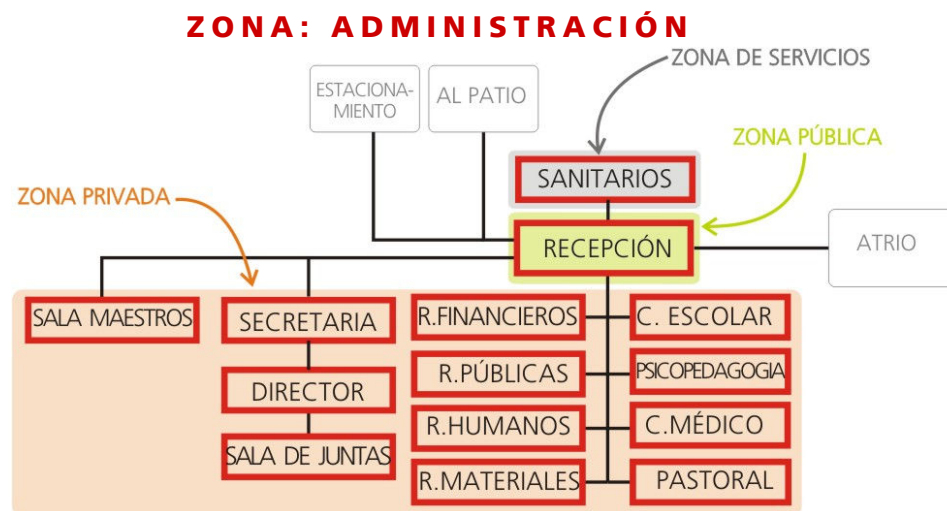 ZONA: ADMINISTRACIÓN
ZONA DE SERVICIOS
ESTACIONA-
MIENTO
AL PATIO
ZONA PÚBLICA
SANITARIOS
ZONA PRIVADA
RECEPCIÓN
ATRIO
SALA MAESTROS
SECRETARIA
R.FINANCIEROS
C. ESCOLAR
DIRECTOR
R.PÚBLICAS
PSICOPEDAGOGIA
SALA DE JUNTAS
R.HUMANOS
C.MÉDICO
R.MATERIALES
PASTORAL